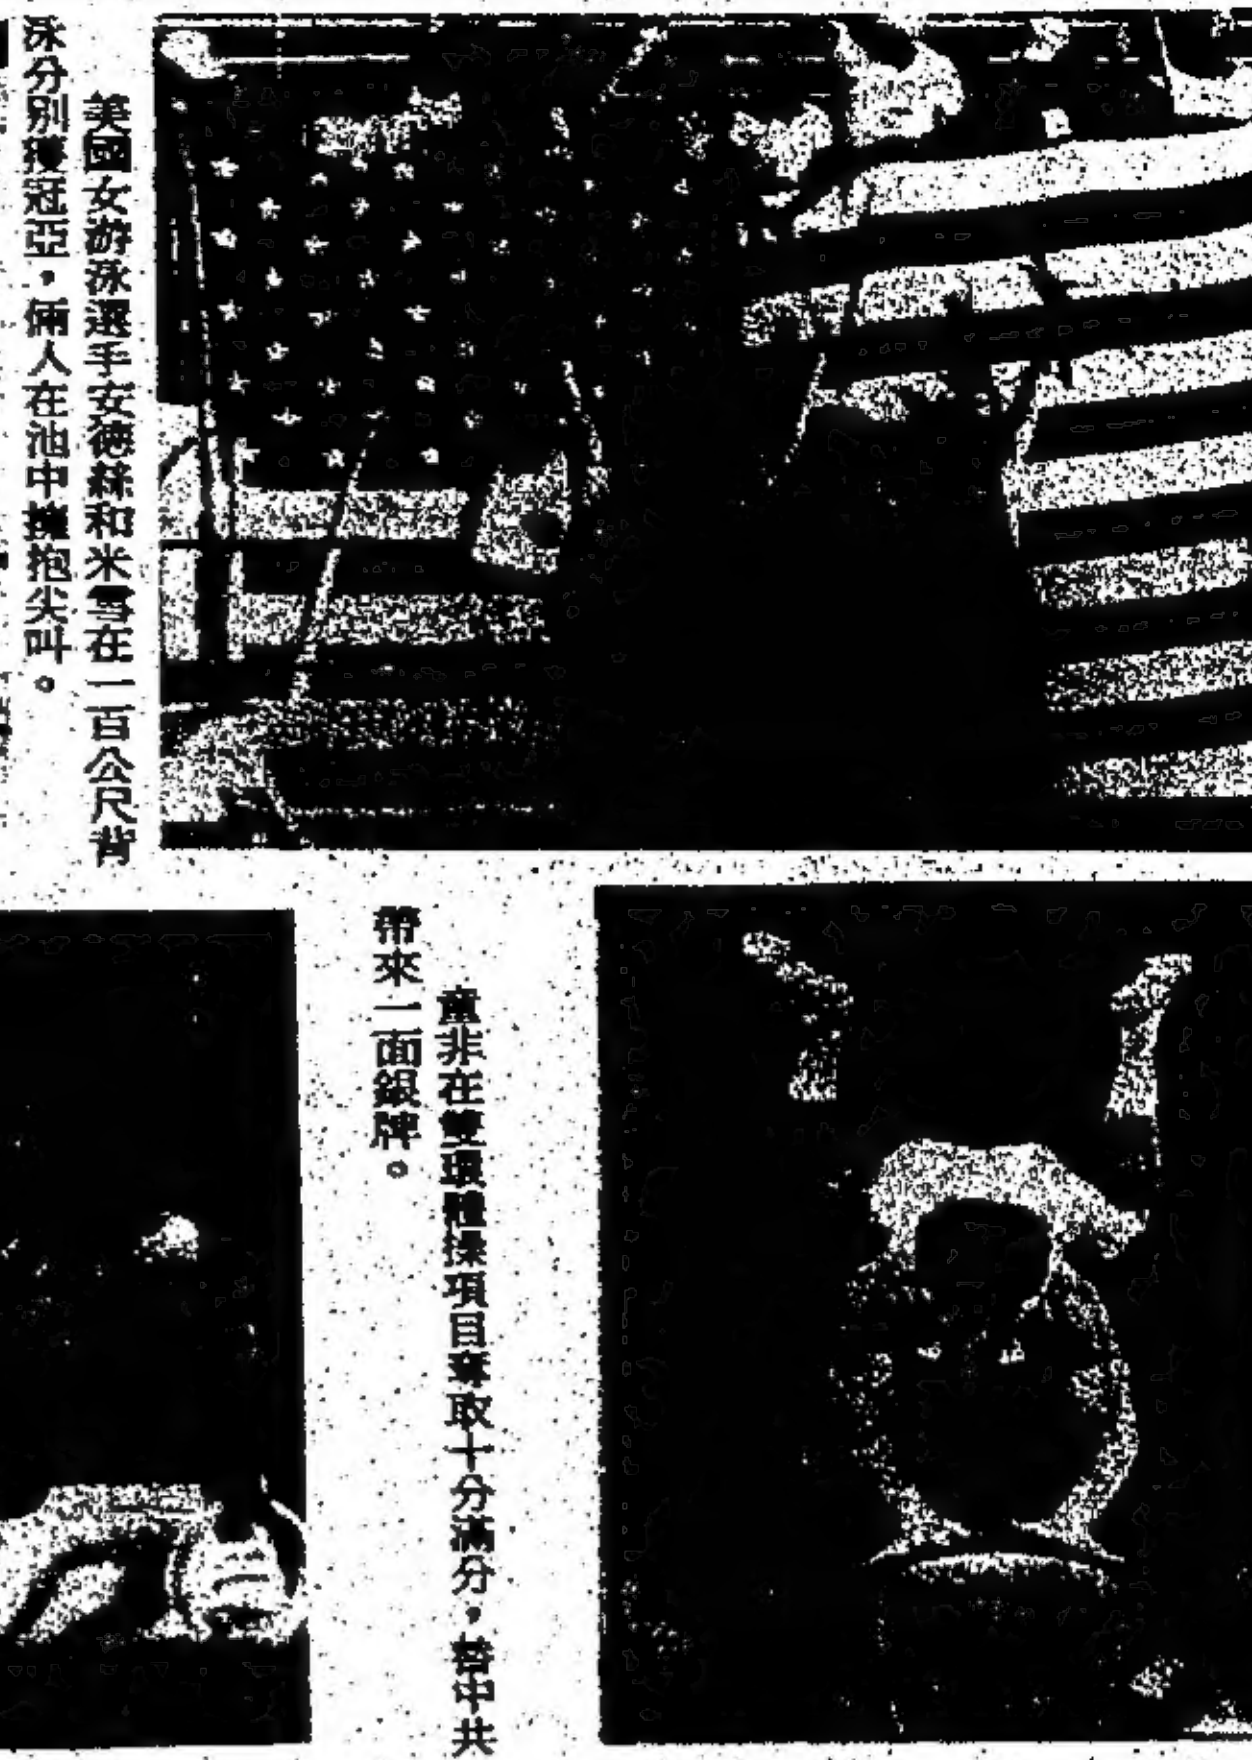 美國女游泳選手安德絲和米雪在一百公尺背
泳分別獲冠亞，倆人在池中擁抱尖叫。
童非在雙環體操項目奪取十分滿分，替中共
帶來一面銀牌。